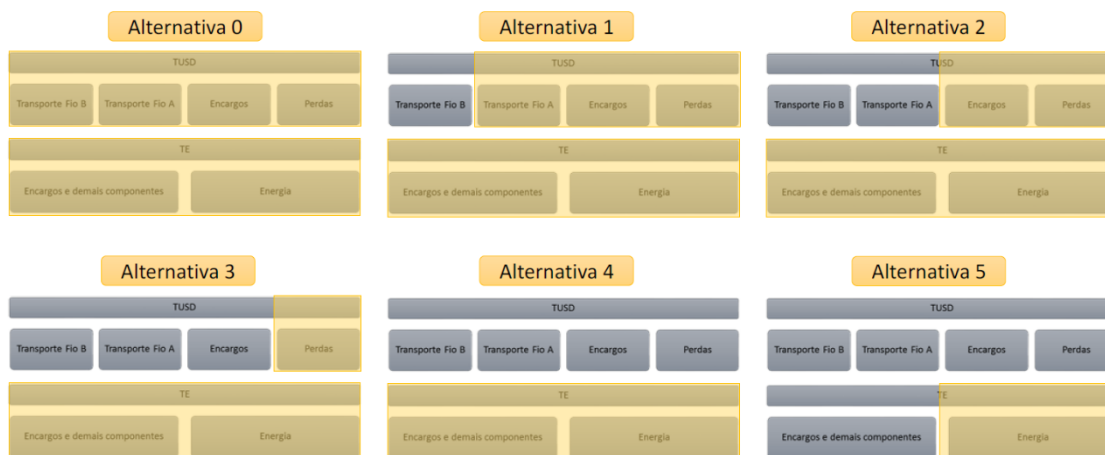 Alternativa 0
TUSD
Transporte Fio B Transporte Fio A Encargos Perdas
TE
Encargos e demais componentes Energia
Alternativa 1
TUSD
Transporte Fio B Transporte Fio A Encargos Perdas
TE
Encargos e demais componentes Energia
Alternativa 2
TUSD
Transporte Fio B Transporte Fio A Encargos Perdas
TE
Encargos e demais componentes Energia
Alternativa 3
TUSD
Transporte Fio B Transporte Fio A Encargos Perdas
TE
Encargos e demais componentes Energia
Alternativa 4
TUSD
Transporte Fio B Transporte Fio A Encargos Perdas
TE
Encargos e demais componentes Energia
Alternativa 5
TUSD
Transporte Fio B Transporte Fio A Encargos Perdas
TE
Encargos e demais componentes Energia